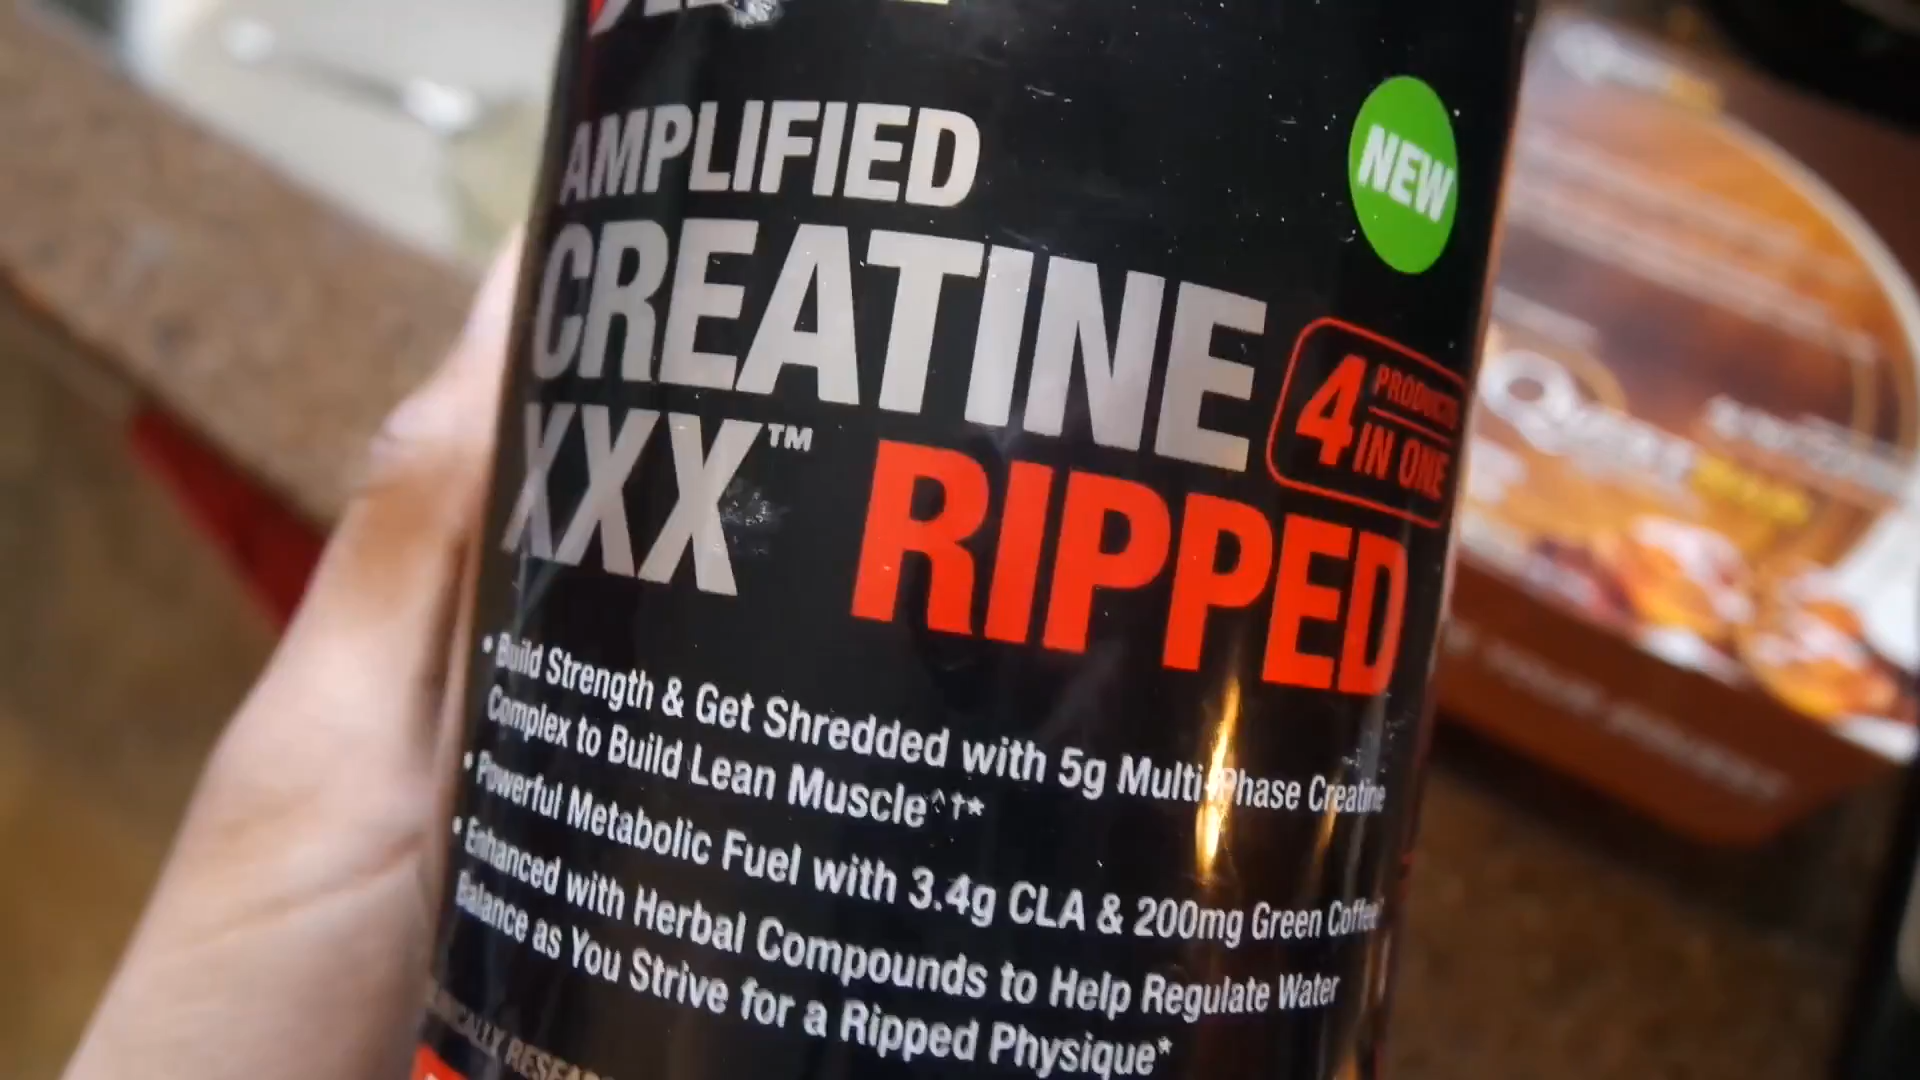 AMPLIFIED
CREATINE
XXX™ RIPPED
NEW
4 PRODUCTS
IN ONE
• Build Strength & Get Shredded with 5g Multi-Phase Creatine
Complex to Build Lean Muscle^†*
• Powerful Metabolic Fuel with 3.4g CLA & 200mg Green Coffee*
• Enhanced with Herbal Compounds to Help Regulate Water
Balance as You Strive for a Ripped Physique*
QUEST